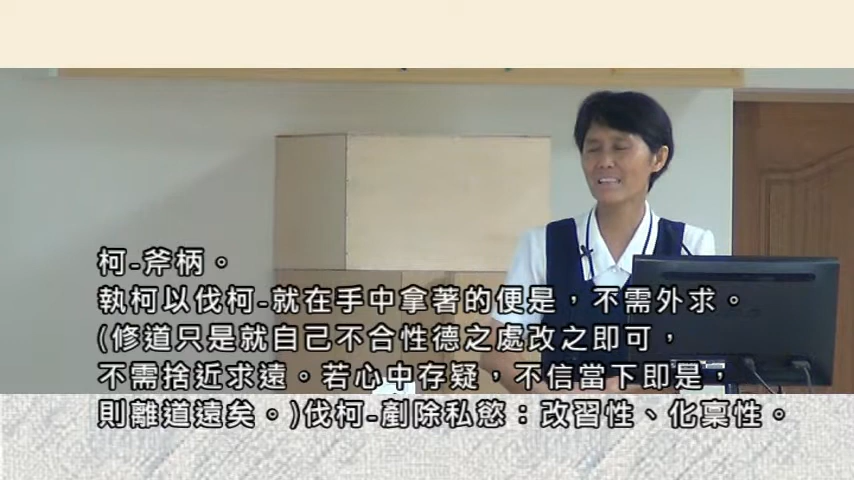 柯-斧柄。
執柯以伐柯-就在手中拿著的便是，不需外求。
(修道只是就自己不合性德之處改之即可，
不需捨近求遠。若心中存疑，不信當下即是，
則離道遠矣。)伐柯-剷除私慾：改習性、化稟性。